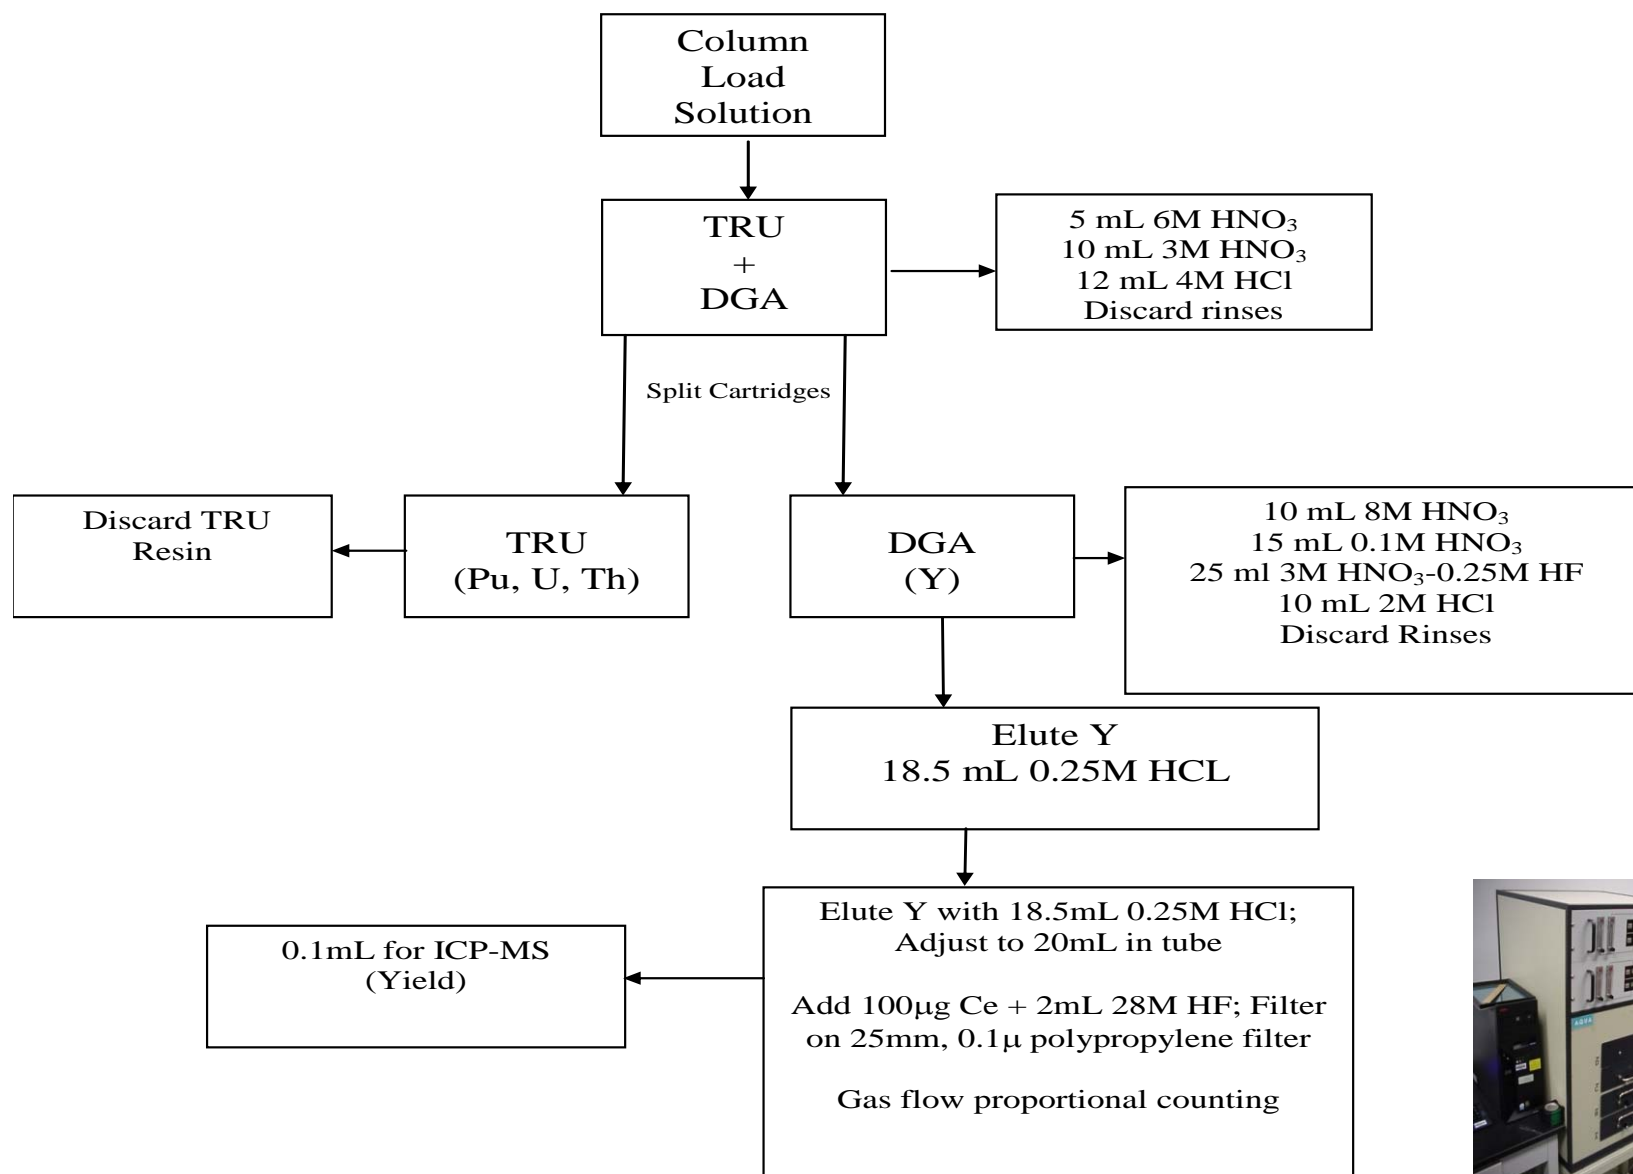 Column
Load
Solution
TRU
+
DGA
5 mL 6M HNO₃
10 mL 3M HNO₃
12 mL 4M HCl
Discard rinses
Split Cartridges
Discard TRU
Resin
TRU
(Pu, U, Th)
DGA
(Y)
10 mL 8M HNO₃
15 mL 0.1M HNO₃
25 ml 3M HNO₃-0.25M HF
10 mL 2M HCl
Discard Rinses
Elute Y
18.5 mL 0.25M HCL
0.1mL for ICP-MS
(Yield)
Elute Y with 18.5mL 0.25M HCl;
Adjust to 20mL in tube
Add 100μg Ce + 2mL 28M HF; Filter
on 25mm, 0.1μ polypropylene filter
Gas flow proportional counting